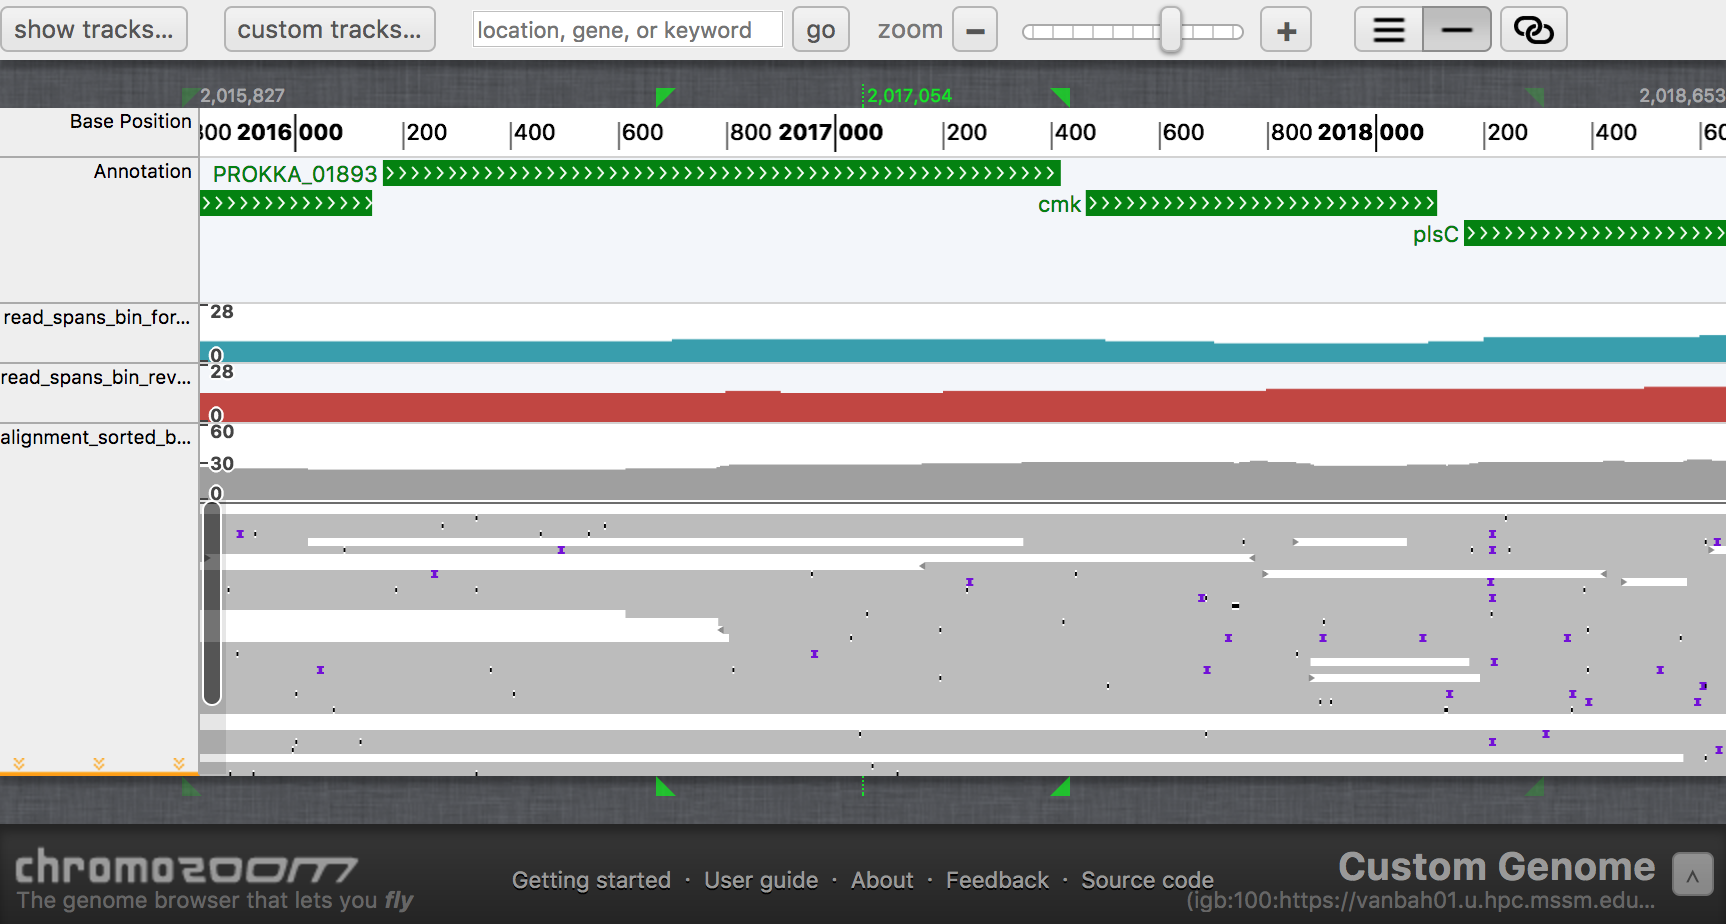 show tracks... custom tracks... location, gene, or keyword go zoom − +
2,015,827 2,017,054 2,018,653
Base Position 300 2016 000 200 400 600 800 2017 000 200 400 600 800 2018 000 200 400 60
Annotation PROKKA_01893
cmk
plsC
read_spans_bin_for... 28
0
read_spans_bin_rev... 28
0
alignment_sorted_b... 60
30
0
chromozoom
The genome browser that lets you fly
Getting started · User guide · About · Feedback · Source code
Custom Genome
(igb:100:https://vanbah01.u.hpc.mssm.edu...